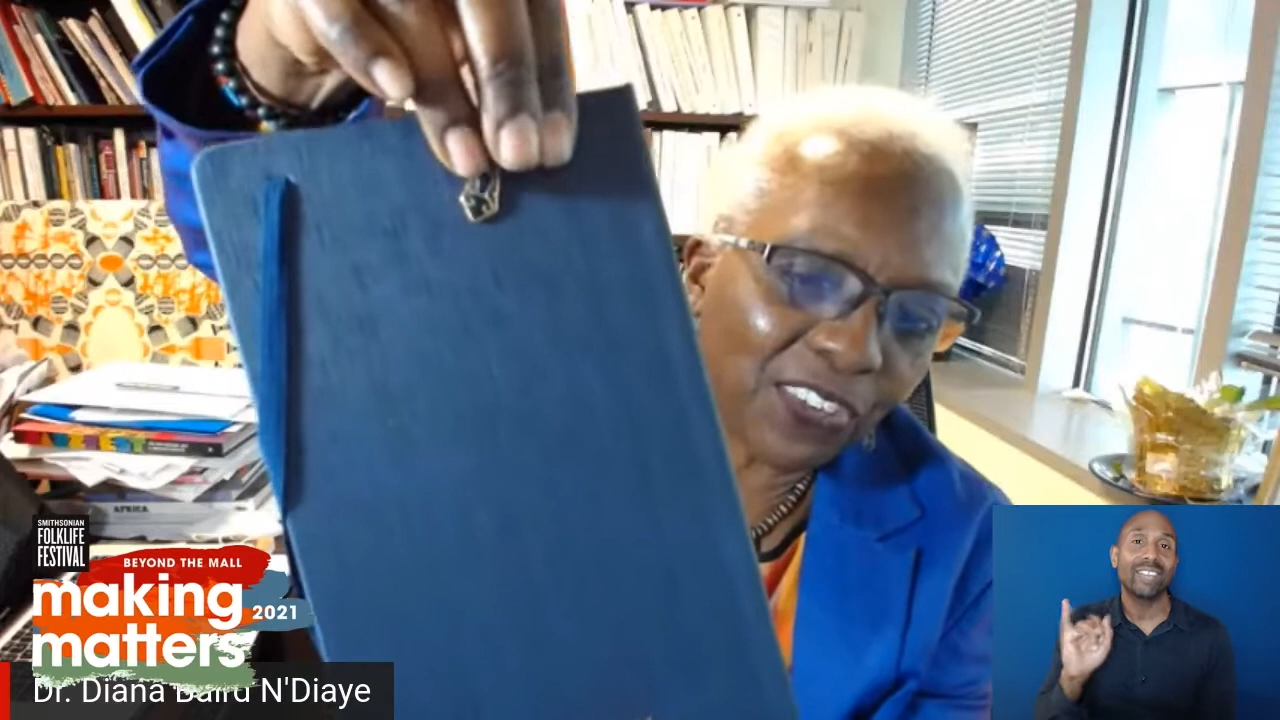 AFRICA
SMITHSONIAN
FOLKLIFE
FESTIVAL
BEYOND THE MALL
making
2021
matters
Dr. Diana Baird N'Diaye